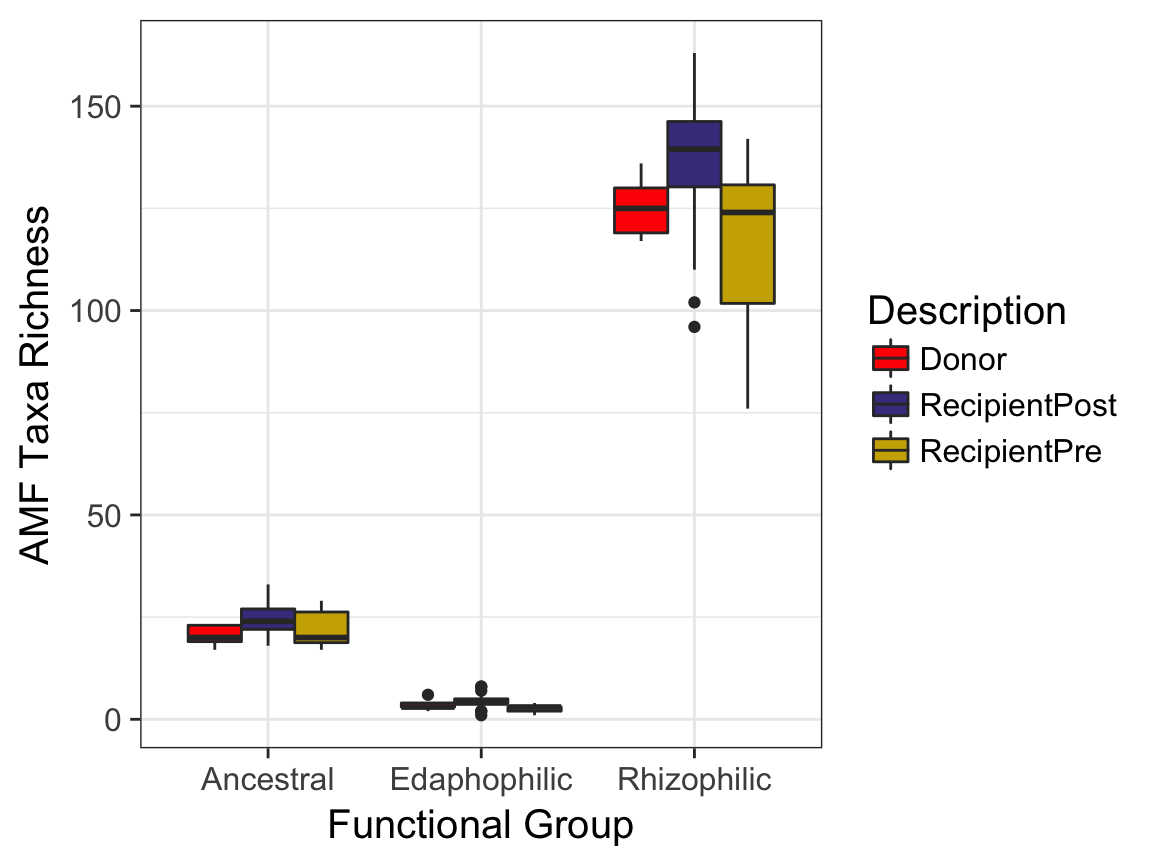 AMF Taxa Richness
150
100
50
0
Ancestral Edaphophilic Rhizophilic
Functional Group
Description
Donor
RecipientPost
RecipientPre